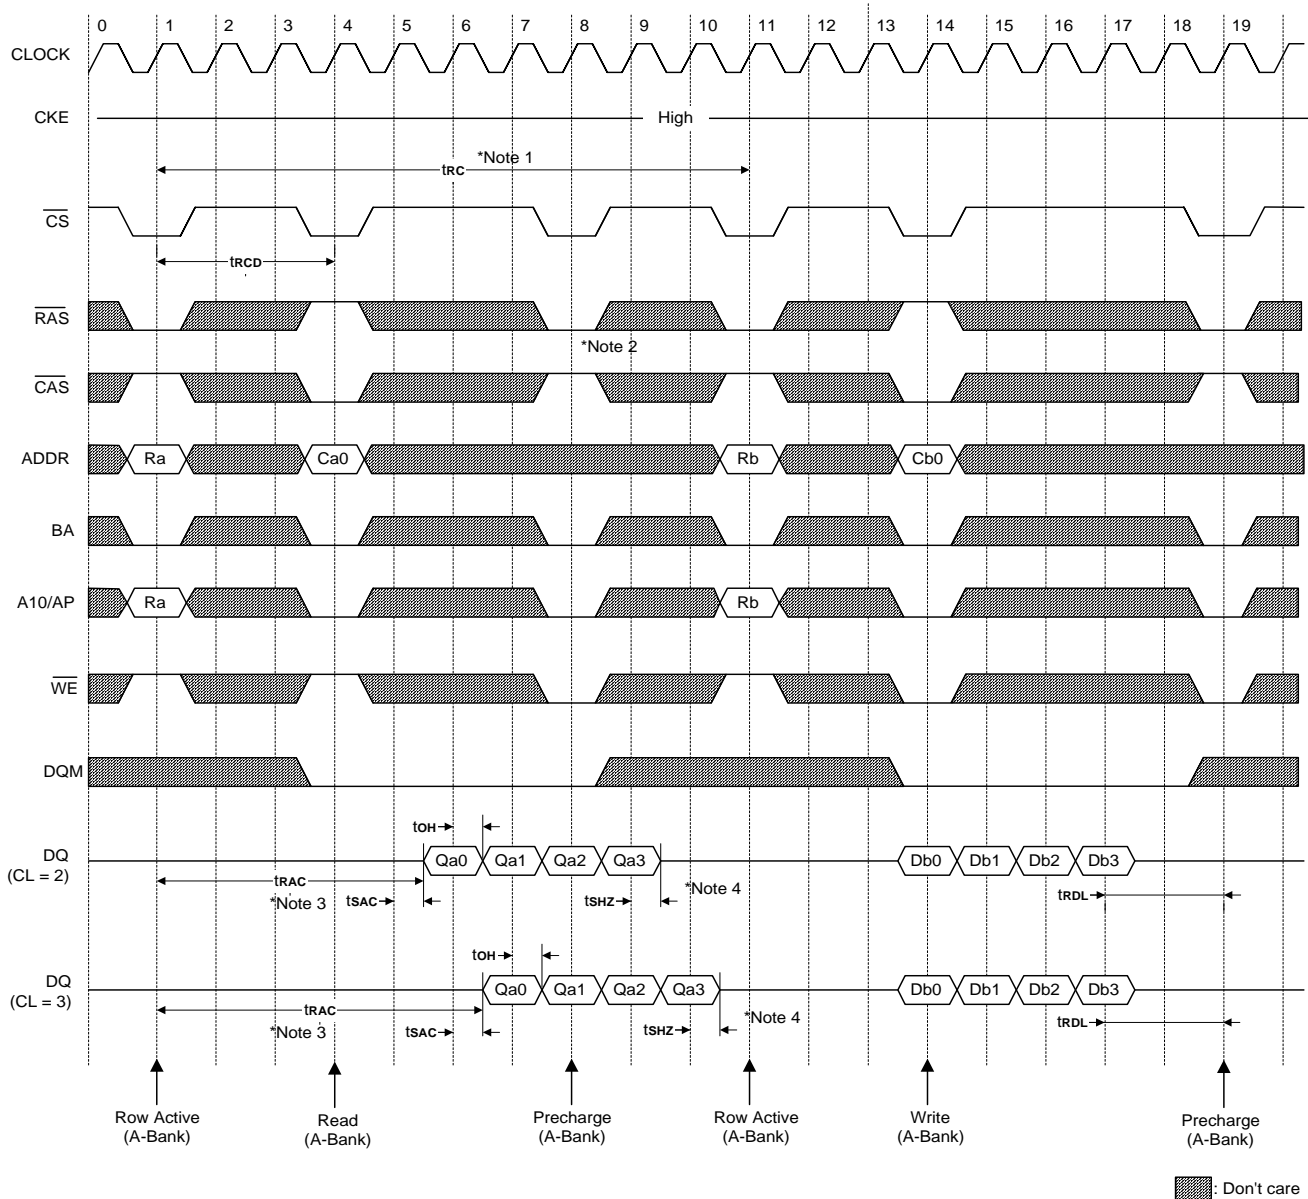 0 1 2 3 4 5 6 7 8 9 10 11 12 13 14 15 16 17 18 19
CLOCK
CKE
High
*Note 1
tRC
CS
tRCD
RAS
*Note 2
CAS
ADDR
Ra
Ca0
Rb
Cb0
BA
A10/AP
Ra
Rb
WE
DQM
tOH
DQ
(CL = 2)
Qa0 Qa1 Qa2 Qa3
Db0 Db1 Db2 Db3
tRAC
*Note 3
tSAC
tSHZ
*Note 4
tRDL
tOH
DQ
(CL = 3)
Qa0 Qa1 Qa2 Qa3
Db0 Db1 Db2 Db3
tRAC
*Note 3
tSAC
tSHZ
*Note 4
tRDL
Row Active
(A-Bank)
Read
(A-Bank)
Precharge
(A-Bank)
Row Active
(A-Bank)
Write
(A-Bank)
Precharge
(A-Bank)
: Don't care